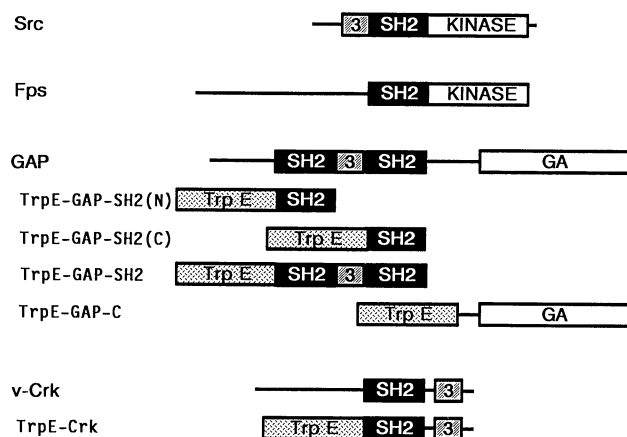 Src 3 SH2 KINASE
Fps SH2 KINASE
GAP SH2 3 SH2 GA
TrpE-GAP-SH2(N) Trp E SH2
TrpE-GAP-SH2(C) Trp E SH2
TrpE-GAP-SH2 Trp E SH2 3 SH2
TrpE-GAP-C Trp E GA
v-Crk SH2 3
TrpE-Crk Trp E SH2 3